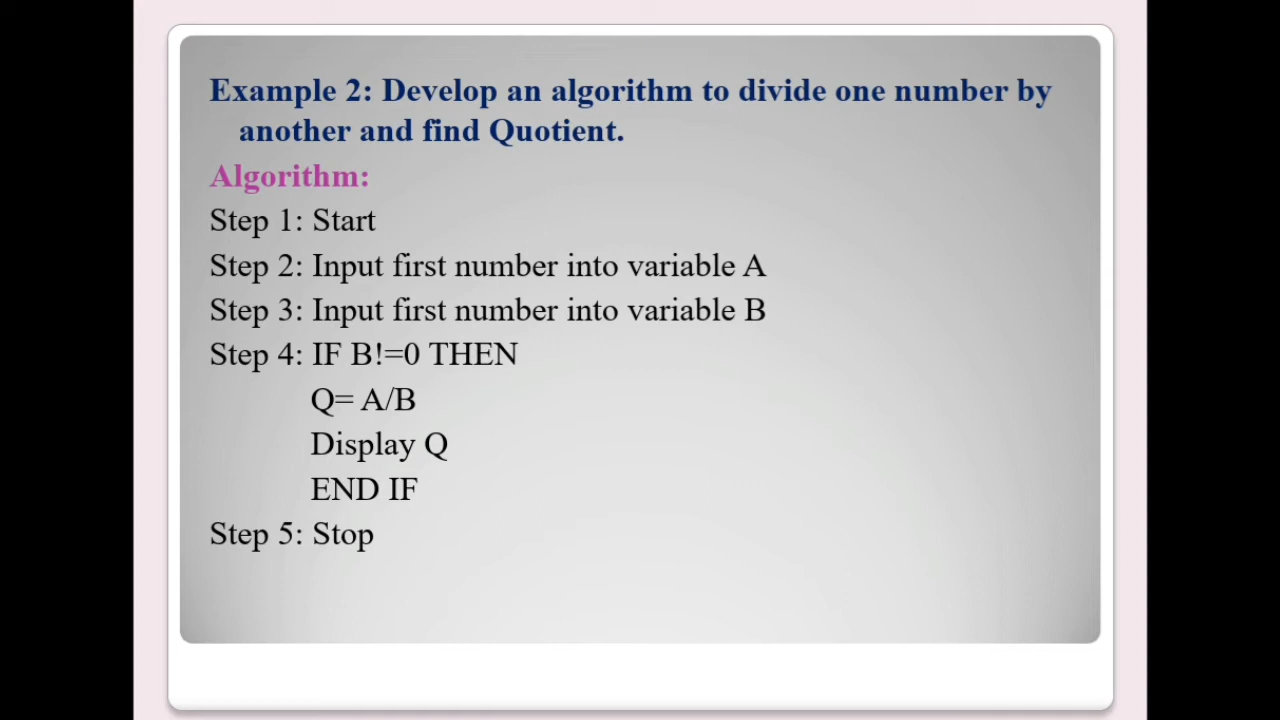 Example 2: Develop an algorithm to divide one number by
another and find Quotient.
Algorithm:
Step 1: Start
Step 2: Input first number into variable A
Step 3: Input first number into variable B
Step 4: IF B!=0 THEN
Q= A/B
Display Q
END IF
Step 5: Stop